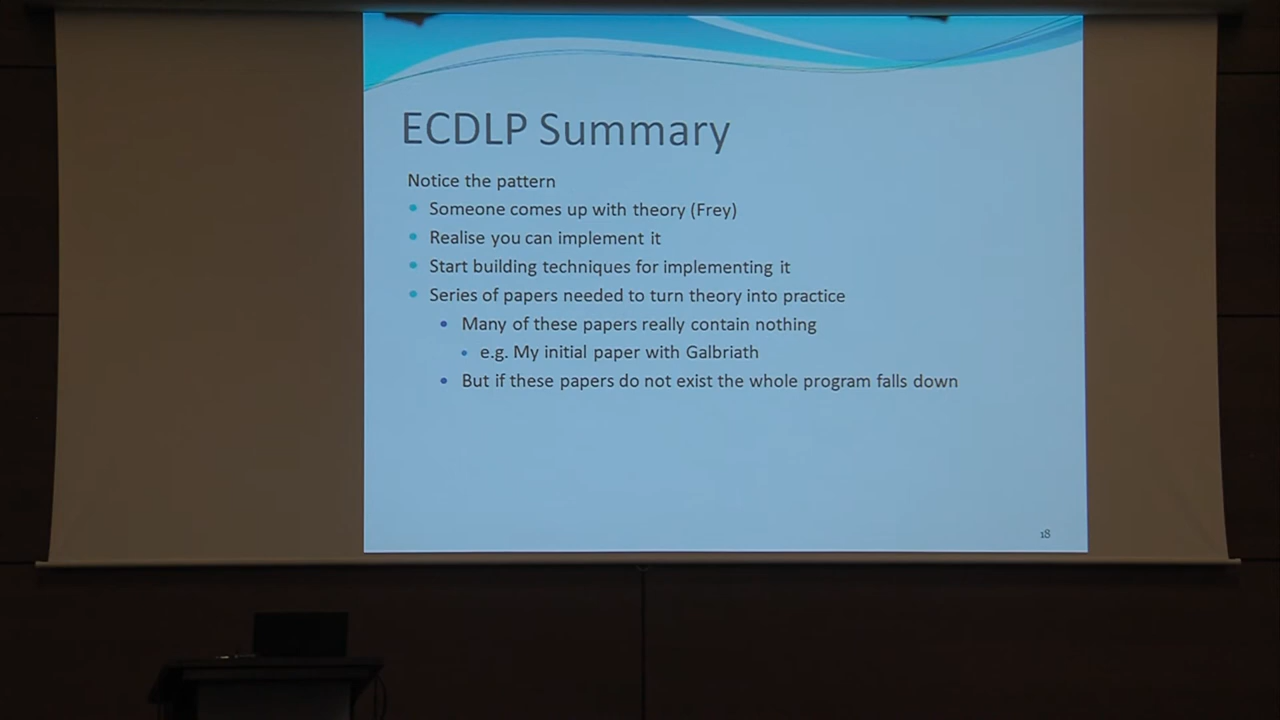 ECDLP Summary
Notice the pattern
Someone comes up with theory (Frey)
Realise you can implement it
Start building techniques for implementing it
Series of papers needed to turn theory into practice
Many of these papers really contain nothing
e.g. My initial paper with Galbriath
But if these papers do not exist the whole program falls down
18